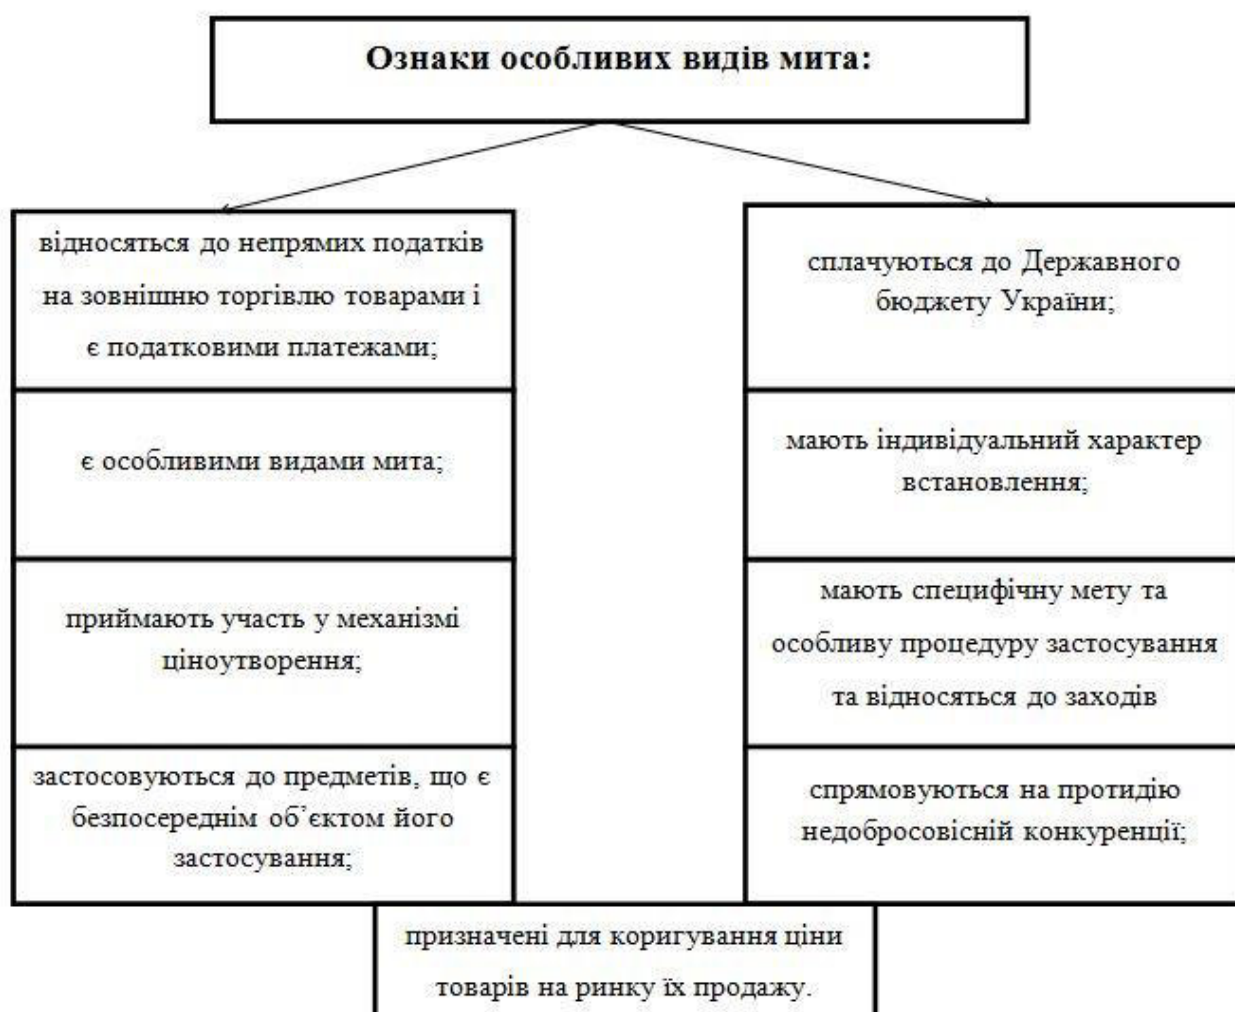 Ознаки особливих видів мита:
відносяться до непрямих податків
на зовнішню торгівлю товарами і
є податковими платежами;
є особливими видами мита;
приймають участь у механізмі
ціноутворення;
застосовуються до предметів, що є
безпосереднім об’єктом його
застосування;
сплачуються до Державного
бюджету України;
мають індивідуальний характер
встановлення;
мають специфічну мету та
особливу процедуру застосування
та відносяться до заходів
спрямовуються на протидію
недобросовісній конкуренції;
призначені для коригування ціни
товарів на ринку їх продажу.